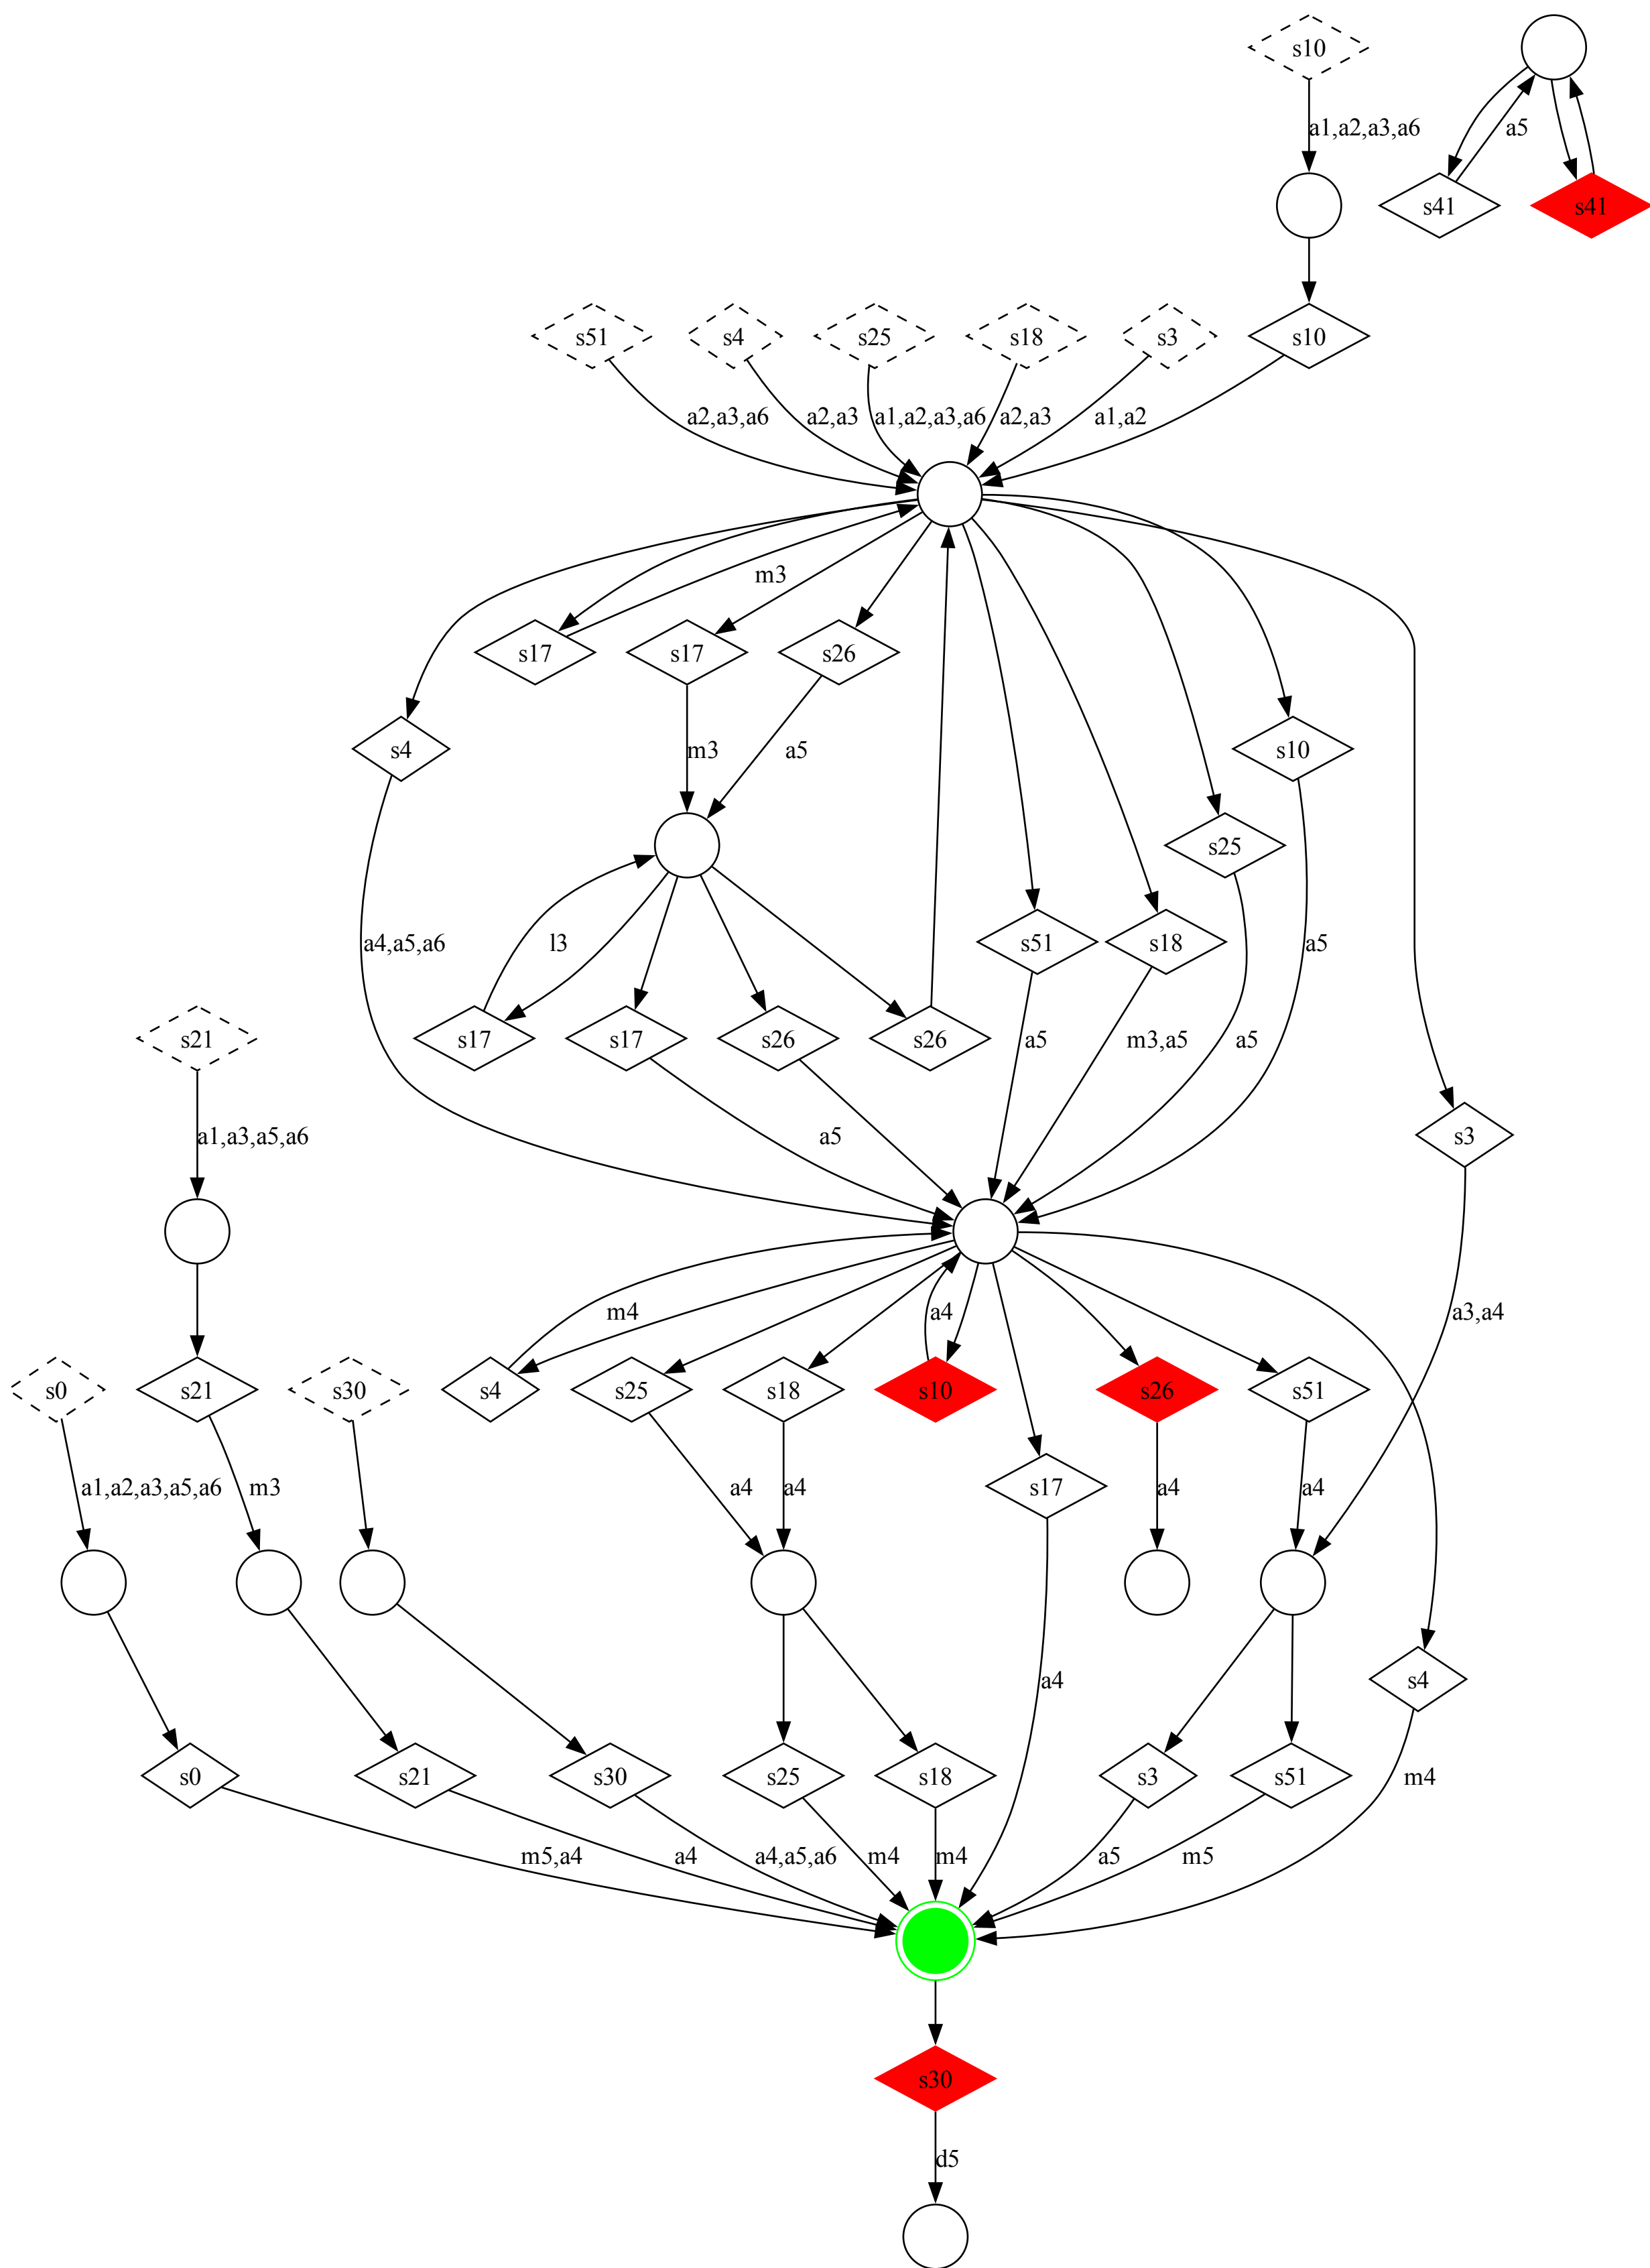 s10
a1,a2,a3,a6
a5
s41
s41
s51
s4
s25
s18
s3
s10
a2,a3,a6
a2,a3
a1,a2,a3,a6
a2,a3
a1,a2
m3
s17
s17
s26
s4
m3
a5
s10
s25
a4,a5,a6
l3
s51
s18
a5
s21
s17
s17
s26
s26
a5
m3,a5
a5
a1,a3,a5,a6
a5
s3
m4
a4
a3,a4
s0
s21
s30
s4
s25
s18
s10
s26
s51
a1,a2,a3,a5,a6
m3
a4
a4
s17
a4
a4
a4
s4
s0
s21
s30
s25
s18
s3
s51
m4
m5,a4
a4
a4,a5,a6
m4
m4
a5
m5
s30
d5